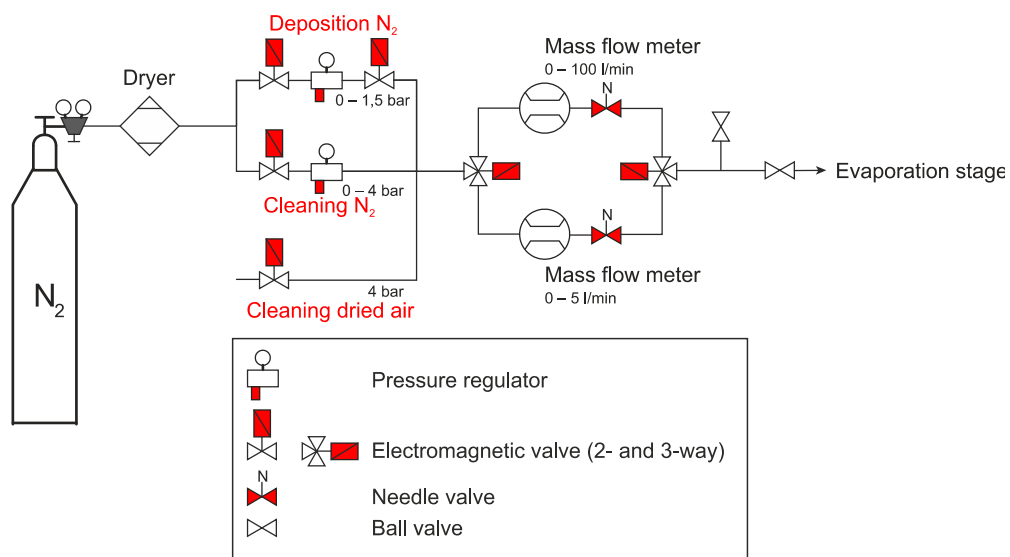 Deposition N₂
Dryer
0 – 1,5 bar
0 – 4 bar
Cleaning N₂
4 bar
Cleaning dried air
N₂
Mass flow meter
0 – 100 l/min
N
Evaporation stage
N
Mass flow meter
0 – 5 l/min
Pressure regulator
Electromagnetic valve (2- and 3-way)
N
Needle valve
Ball valve